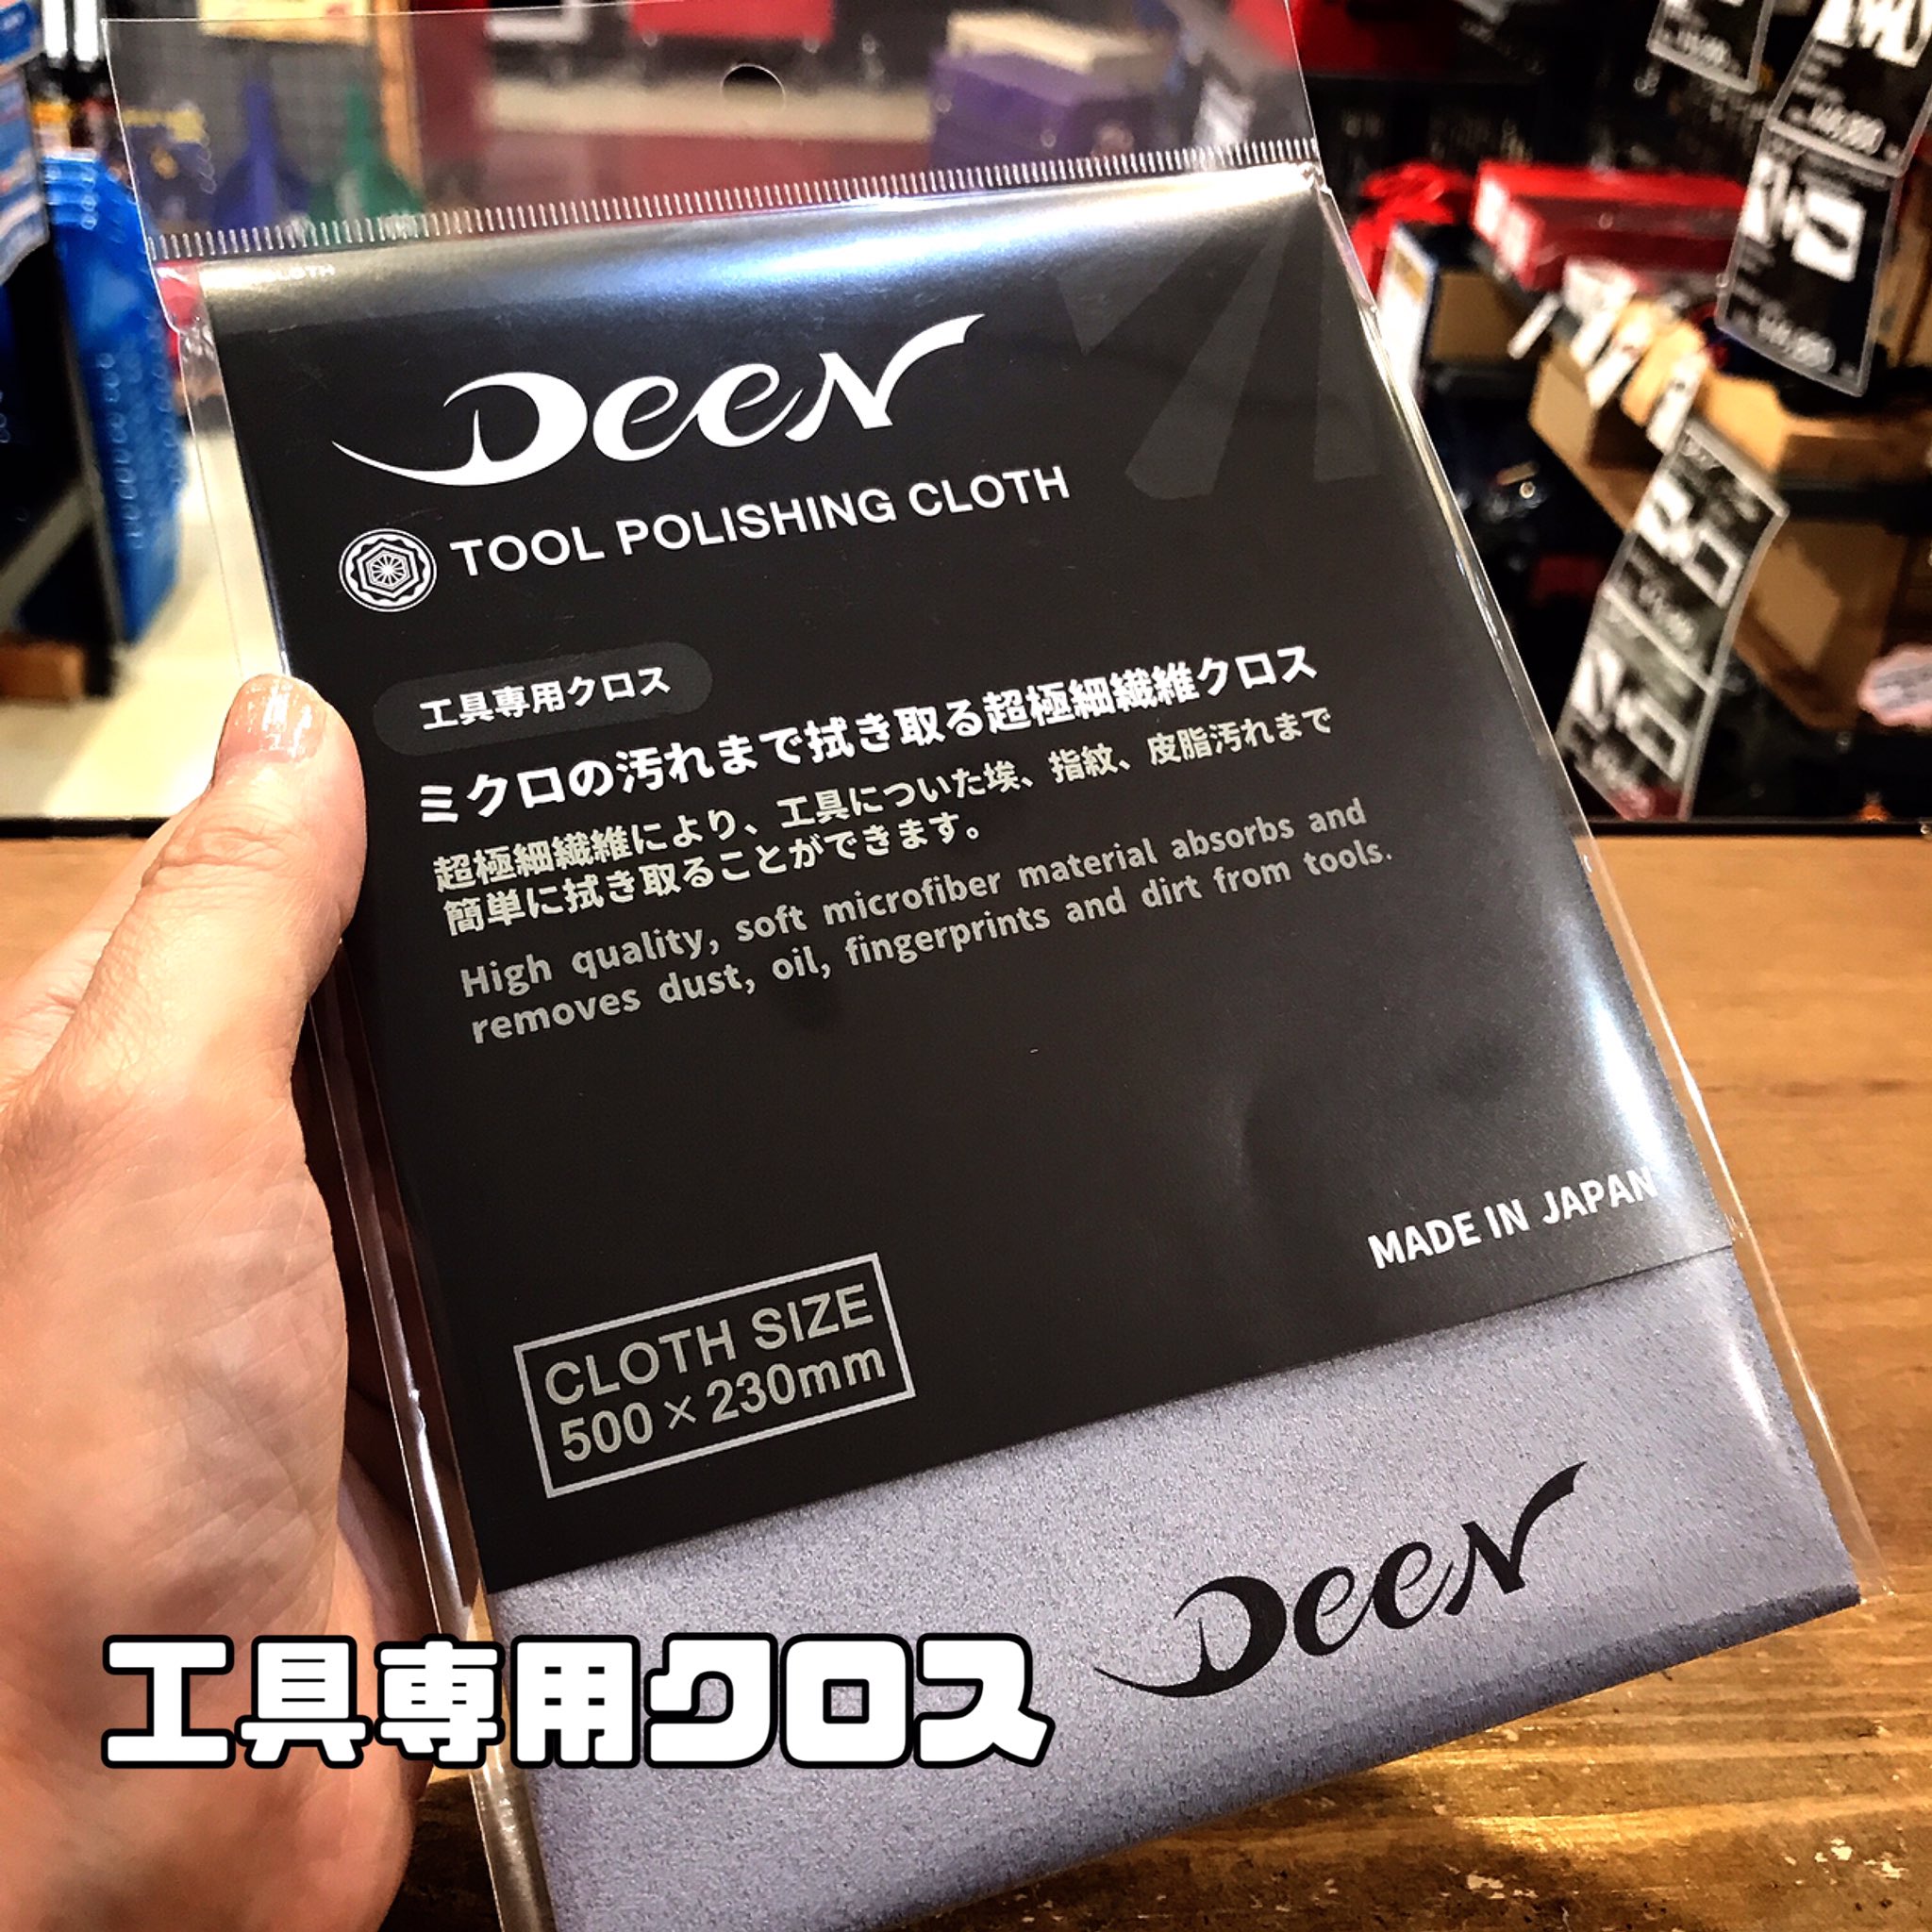 DeeN
TOOL POLISHING CLOTH
工具専用クロス
ミクロの汚れまで拭き取る超極細繊維クロス
超極細繊維により、工具についた埃、指紋、皮脂汚れまで
簡単に拭き取ることができます。
High quality, soft microfiber material absorbs and
removes dust, oil, fingerprints and dirt from tools.
MADE IN JAPAN
CLOTH SIZE
500×230mm
DeeN
工具専用クロス